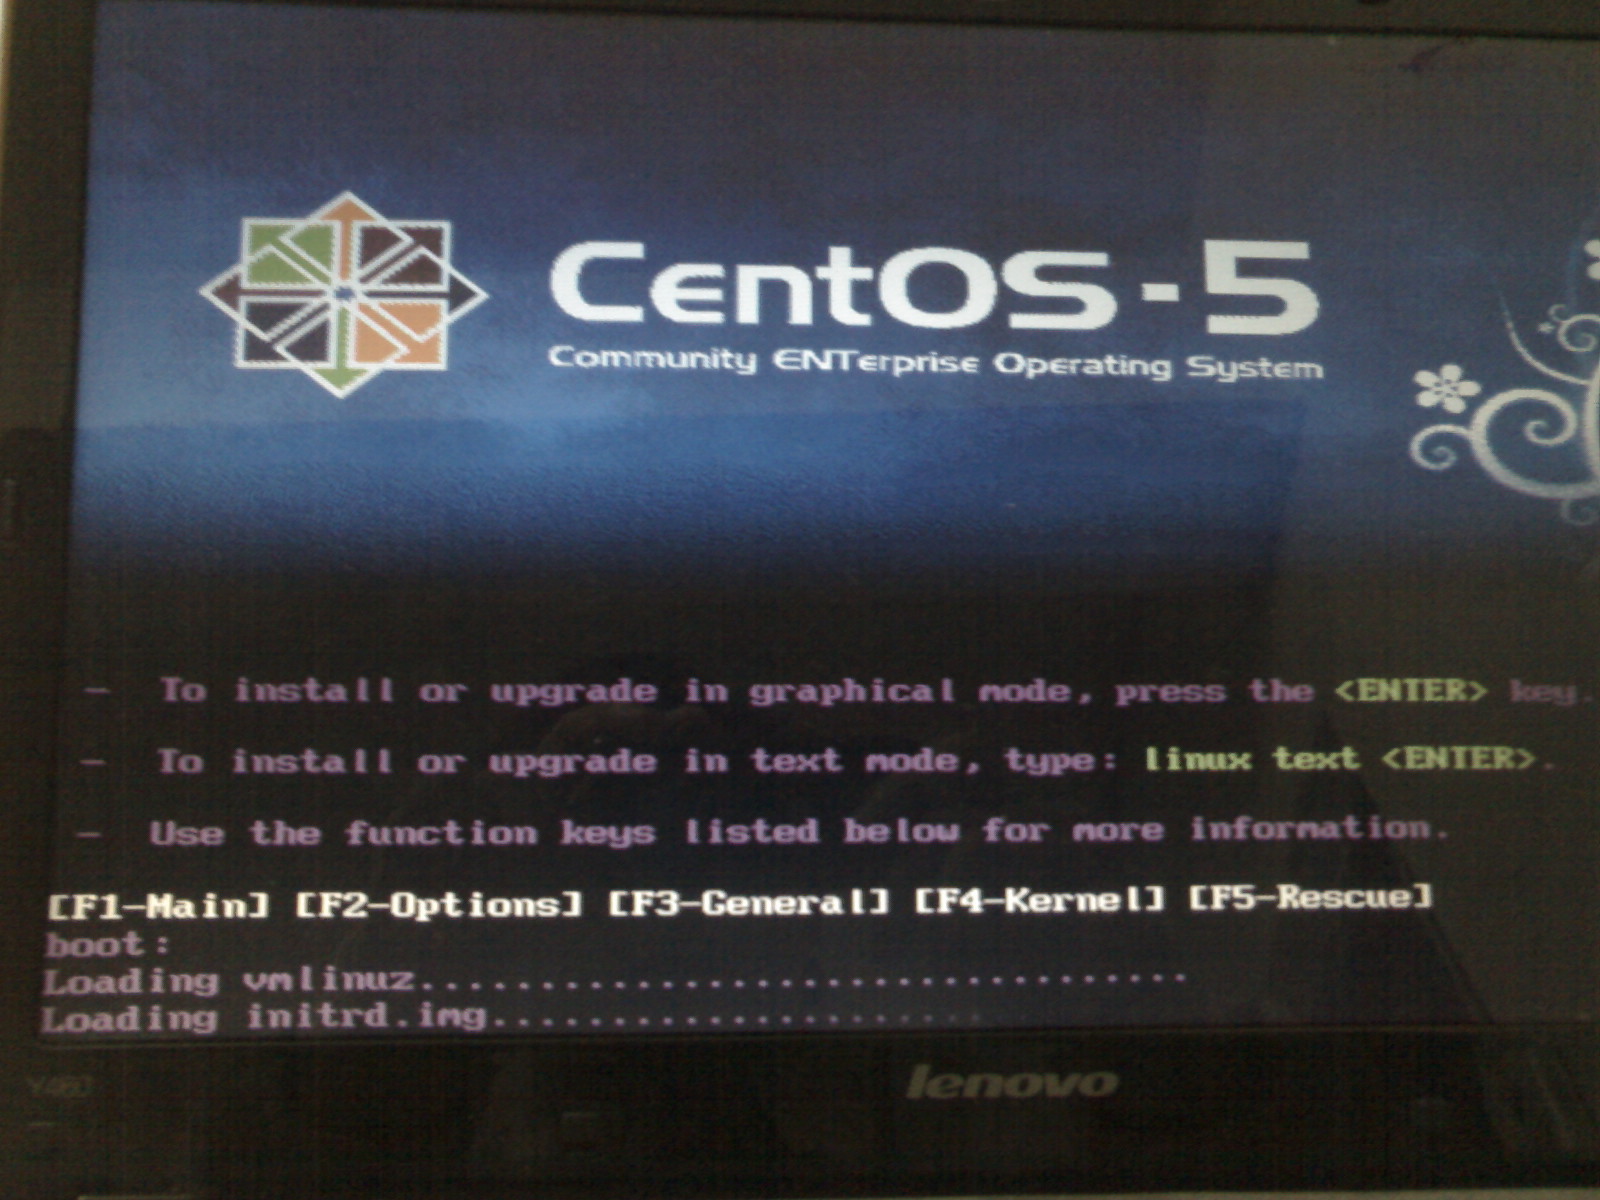 CentOS-5
Community ENTerprise Operating System
- To install or upgrade in graphical mode, press the <ENTER> key.
- To install or upgrade in text mode, type: linux text <ENTER>.
- Use the function keys listed below for more information.
[F1-Main] [F2-Options] [F3-General] [F4-Kernel] [F5-Rescue]
boot:
Loading vmlinuz................................
Loading initrd.img.....................
lenovo